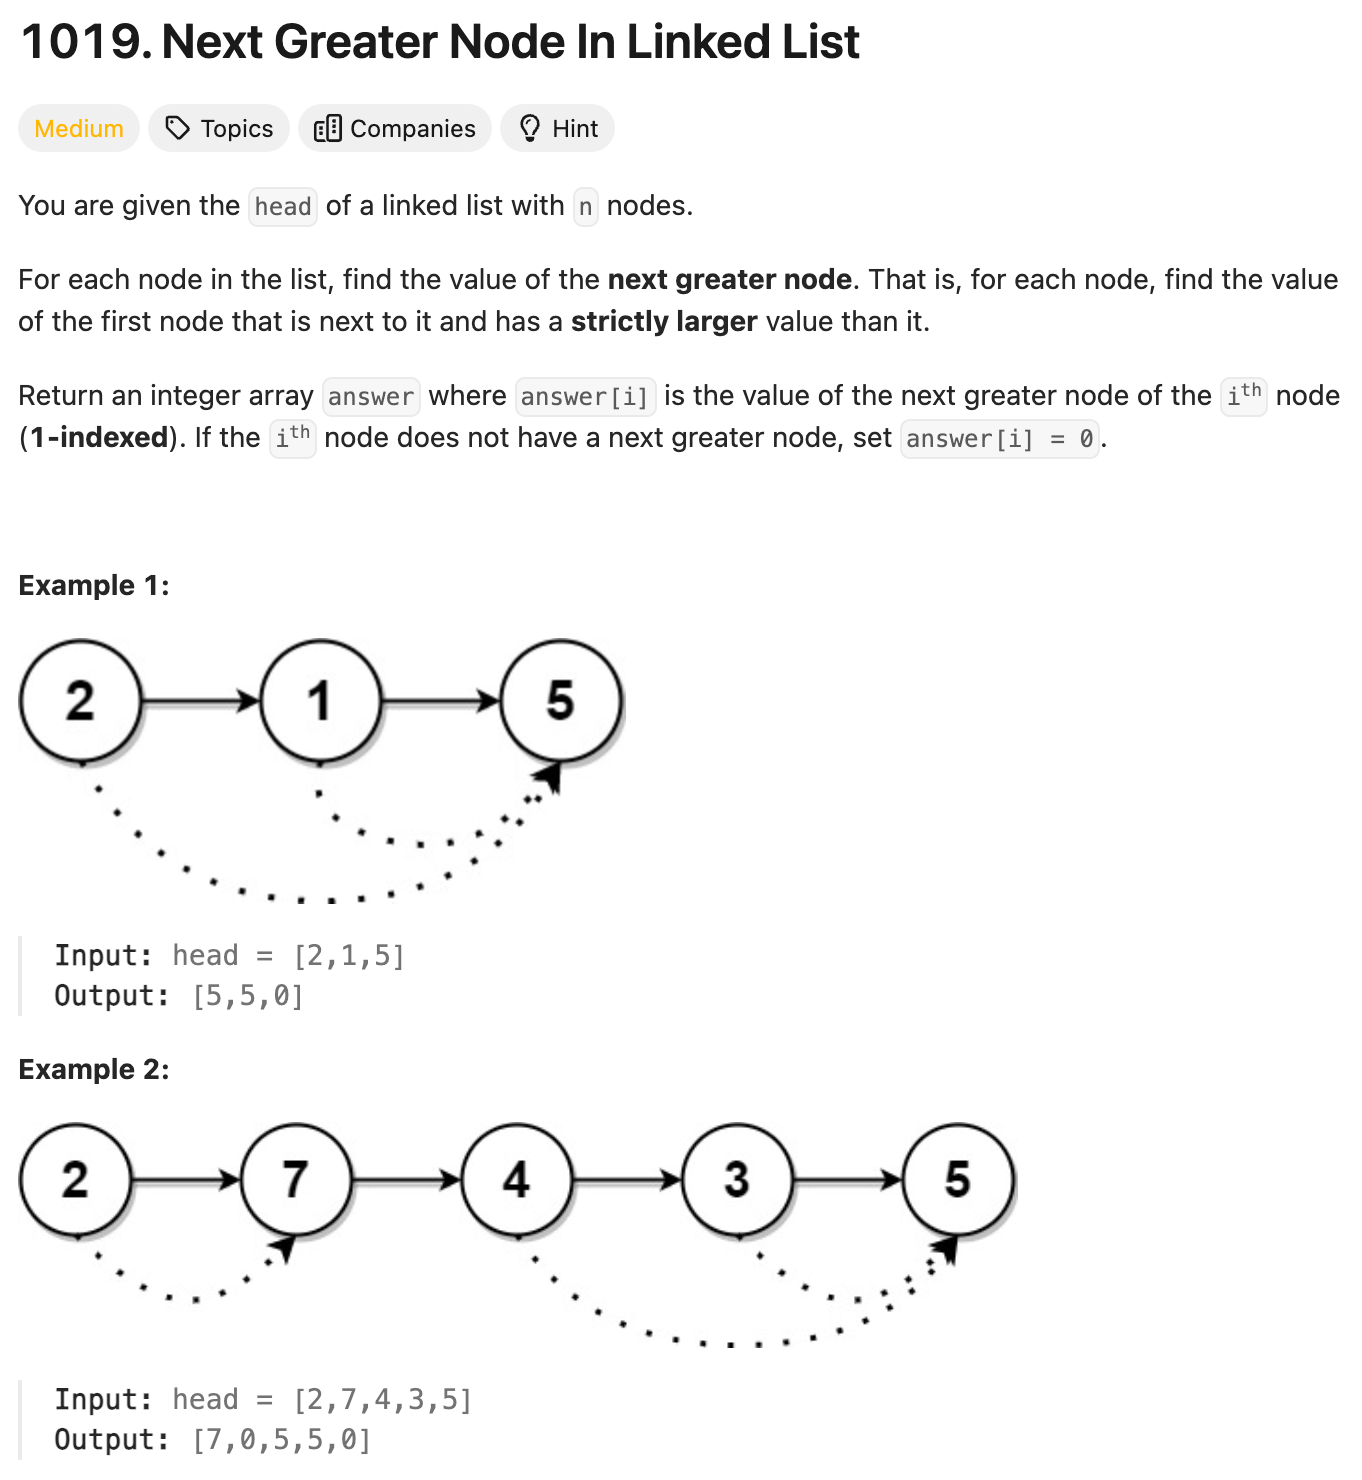 1019. Next Greater Node In Linked List
Medium Topics Companies Hint
You are given the head of a linked list with n nodes.
For each node in the list, find the value of the next greater node. That is, for each node, find the value
of the first node that is next to it and has a strictly larger value than it.
Return an integer array answer where answer[i] is the value of the next greater node of the iᵗʰ node
(1-indexed). If the iᵗʰ node does not have a next greater node, set answer[i] = 0.
Example 1:
2 1 5
Input: head = [2,1,5]
Output: [5,5,0]
Example 2:
2 7 4 3 5
Input: head = [2,7,4,3,5]
Output: [7,0,5,5,0]